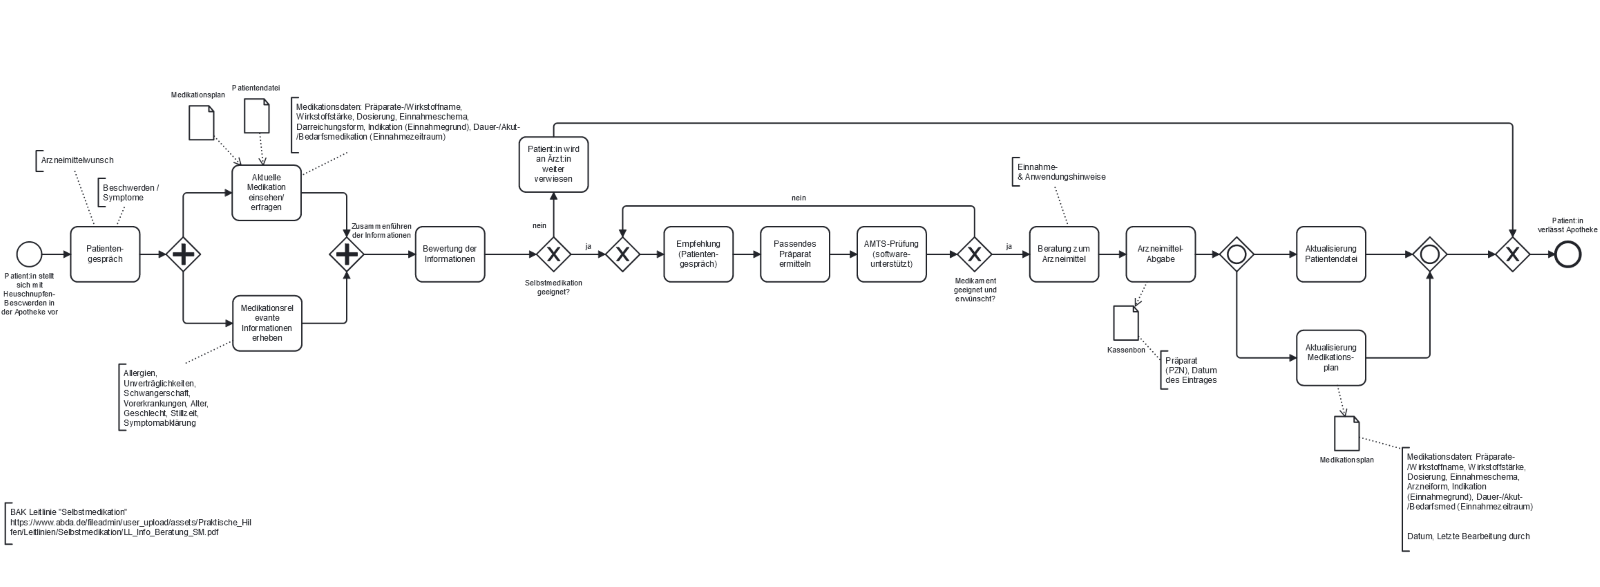 Medikationsplan
Patientendatei
Medikationsdaten: Präparate-/Wirkstoffname,
Wirkstoffstärke, Dosierung, Einnahmeschema,
Darreichungsform, Indikation (Einnahmegrund), Dauer-/Akut-
/Bedarfsmedikation (Einnahmezeitraum)
Arzneimittelwunsch
Beschwerden /
Symptome
Patient:in stellt
sich mit
Heuschnupfen-
Bescwerden in
der Apotheke vor
Patienten-
gespräch
Aktuelle
Medikation
einsehen/
erfragen
Medikationsrel
evante
Informationen
erheben
Allergien,
Unverträglichkeiten,
Schwangerschaft,
Vorerkrankungen, Alter,
Geschlecht, Stillzeit,
Symptomabklärung
Zusammenführen
der Informationen
Bewertung der
Informationen
Selbstmedikation
geeignet?
nein
ja
Patient:in wird
an Ärzt:in
weiter
verwiesen
nein
Empfehlung
(Patienten-
gespräch)
Passendes
Präparat
ermitteln
AMTS-Prüfung
(software-
unterstützt)
Medikament
geeignet und
erwünscht?
ja
Einnahme-
& Anwendungshinweise
Beratung zum
Arzneimittel
Arzneimittel-
Abgabe
Kassenbon
Präparat
(PZN), Datum
des Eintrages
Aktualisierung
Patientendatei
Aktualisierung
Medikations-
plan
Medikationsplan
Medikationsdaten: Präparate-
/Wirkstoffname, Wirkstoffstärke,
Dosierung, Einnahmeschema,
Arzneiform, Indikation
(Einnahmegrund), Dauer-/Akut-
/Bedarfsmed (Einnahmezeitraum)
Datum, Letzte Bearbeitung durch
Patient:in
verlässt Apotheke
BAK Leitlinie "Selbstmedikation"
https://www.abda.de/fileadmin/user_upload/assets/Praktische_Hil
fen/Leitlinien/Selbstmedikation/LL_Info_Beratung_SM.pdf